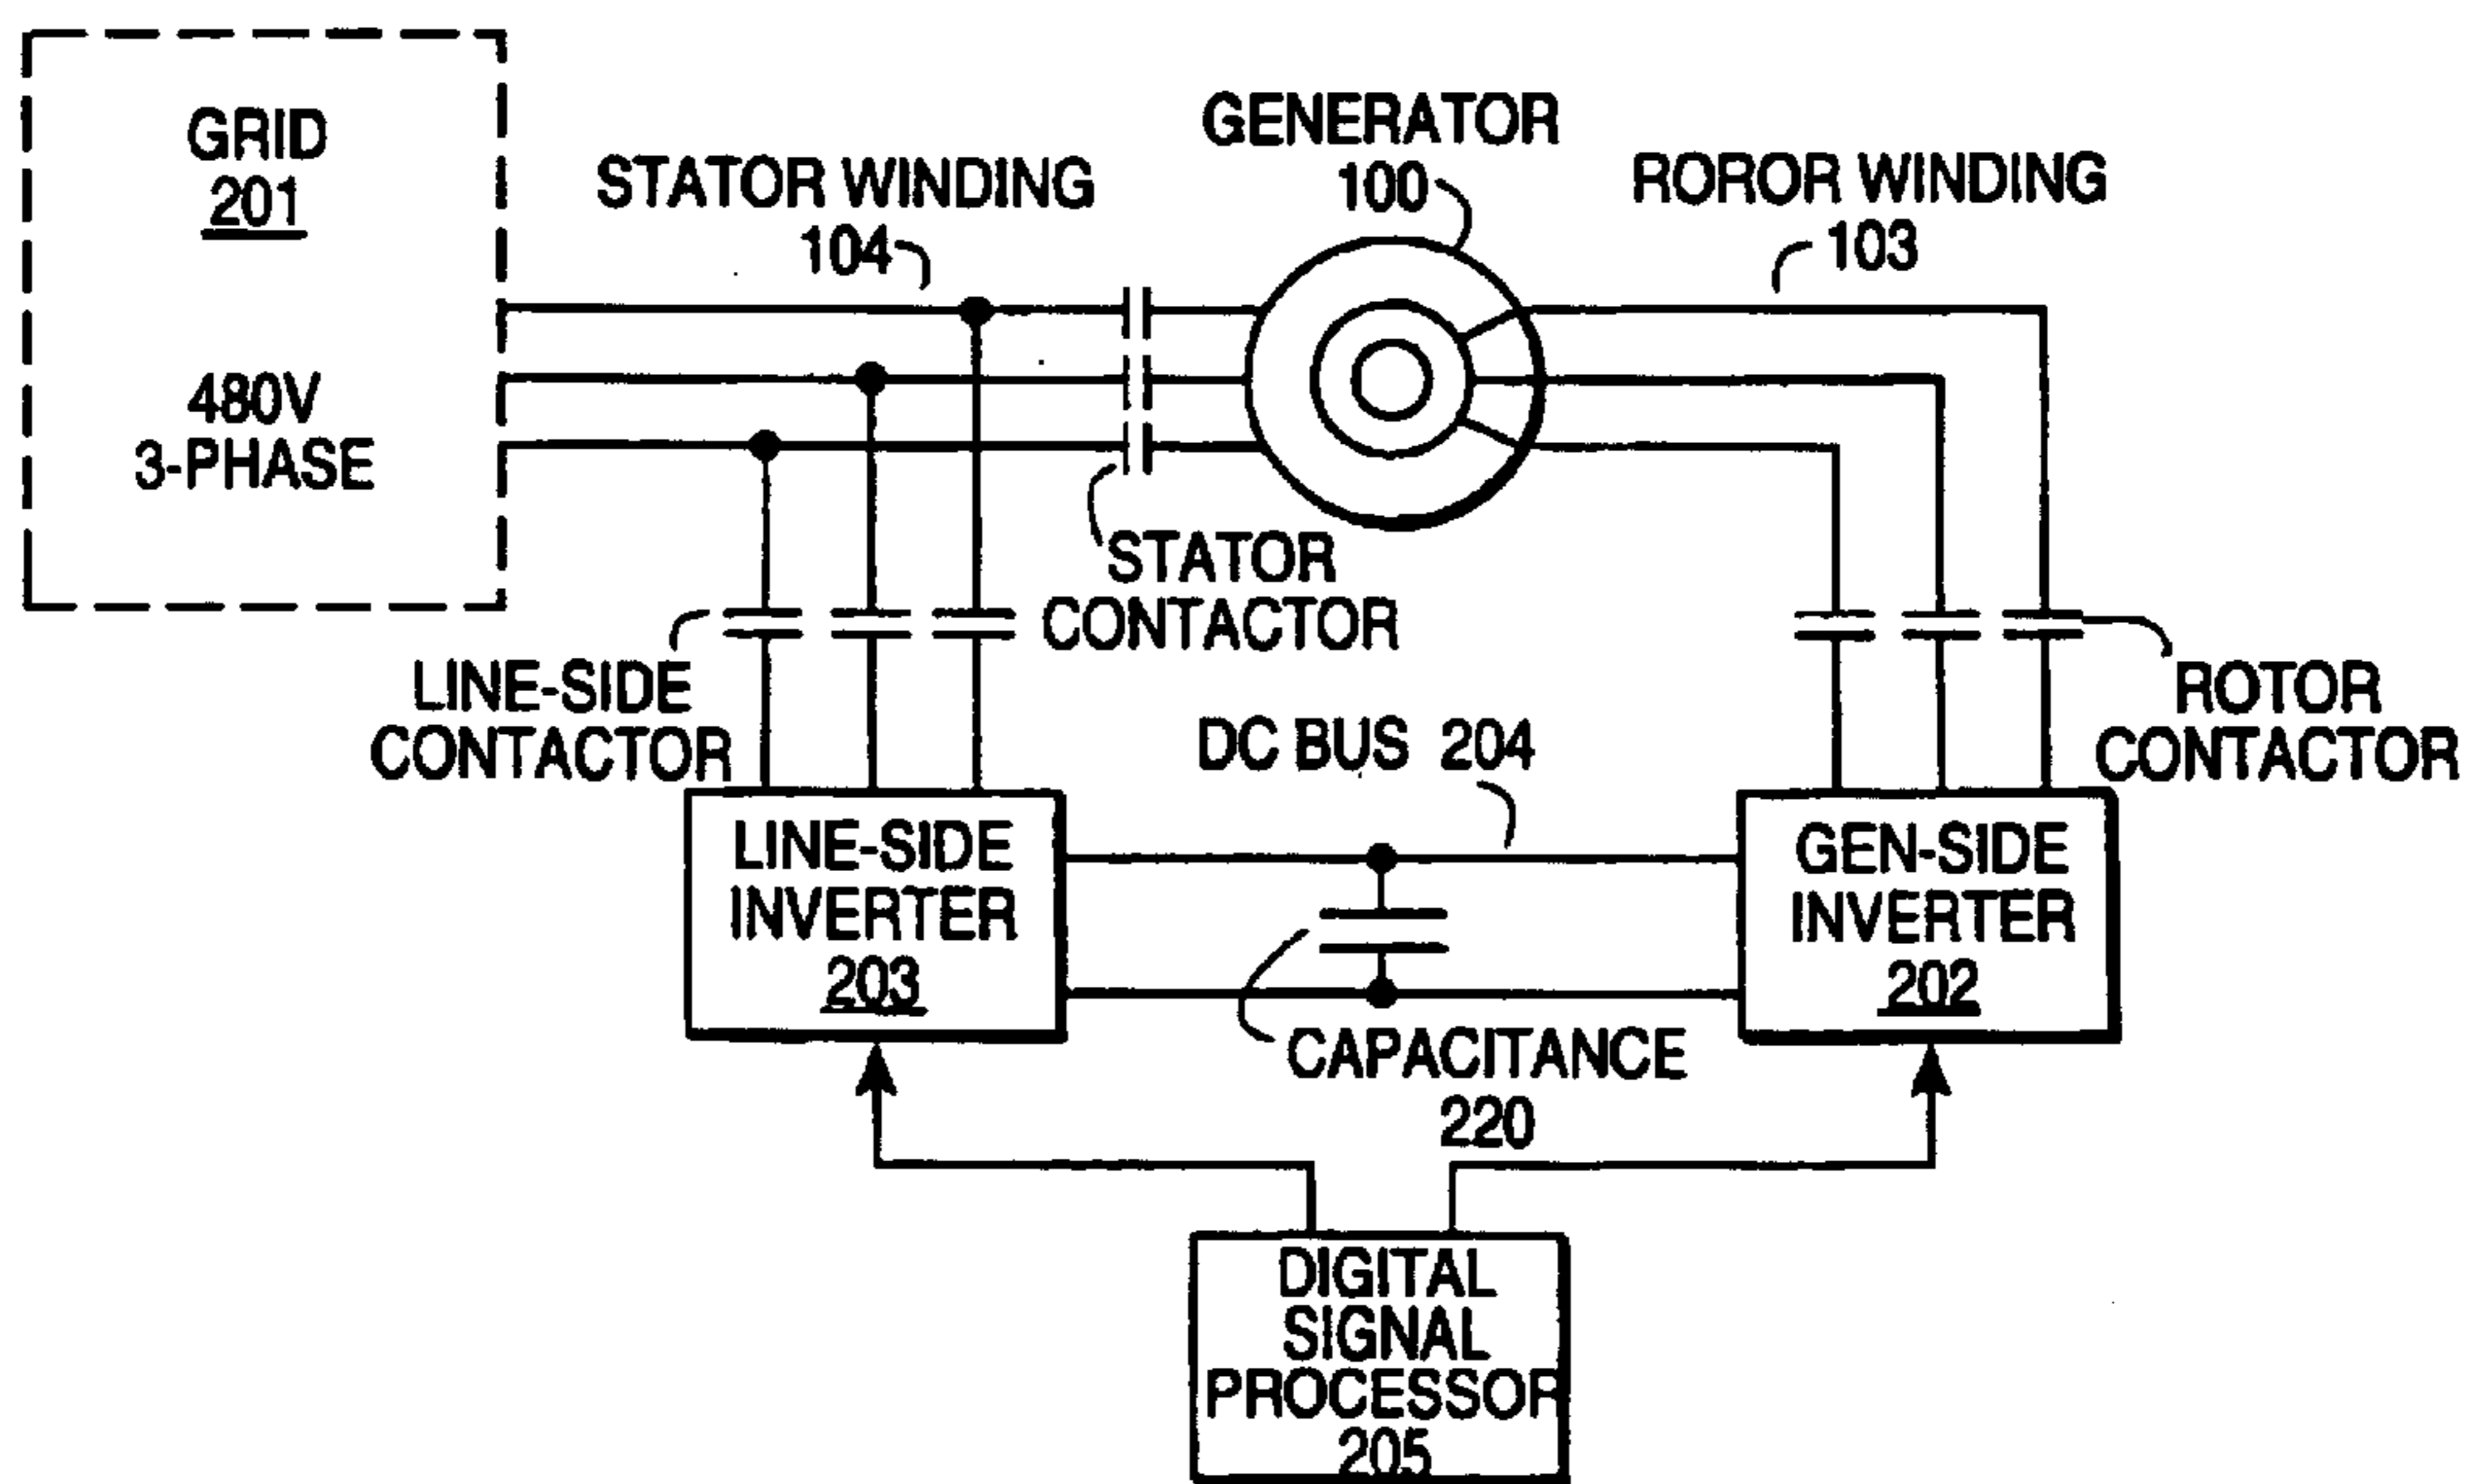 GRID
201
480V
3-PHASE
STATOR WINDING
104
GENERATOR
100
ROROR WINDING
103
STATOR
CONTACTOR
LINE-SIDE
CONTACTOR
ROTOR
CONTACTOR
DC BUS 204
LINE-SIDE
INVERTER
203
GEN-SIDE
INVERTER
202
CAPACITANCE
220
DIGITAL
SIGNAL
PROCESSOR
205